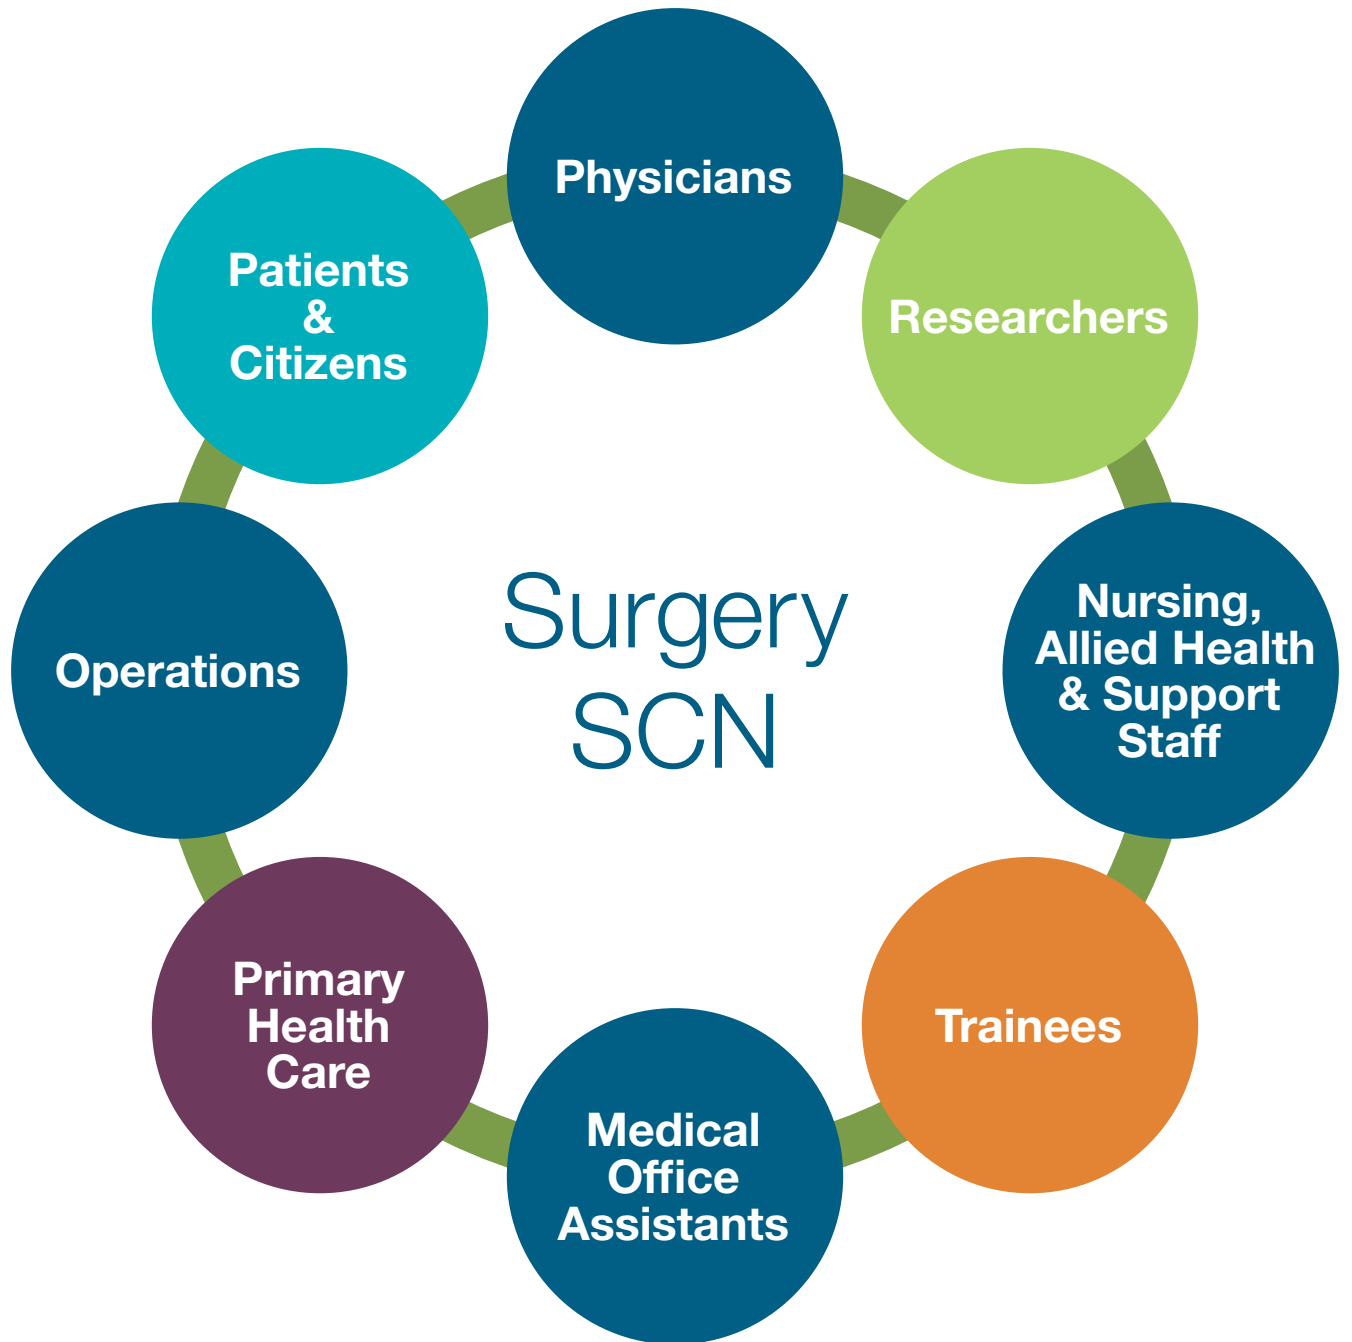 Physicians
Patients
&
Citizens
Researchers
Surgery
SCN
Operations
Nursing,
Allied Health
& Support
Staff
Primary
Health
Care
Trainees
Medical
Office
Assistants